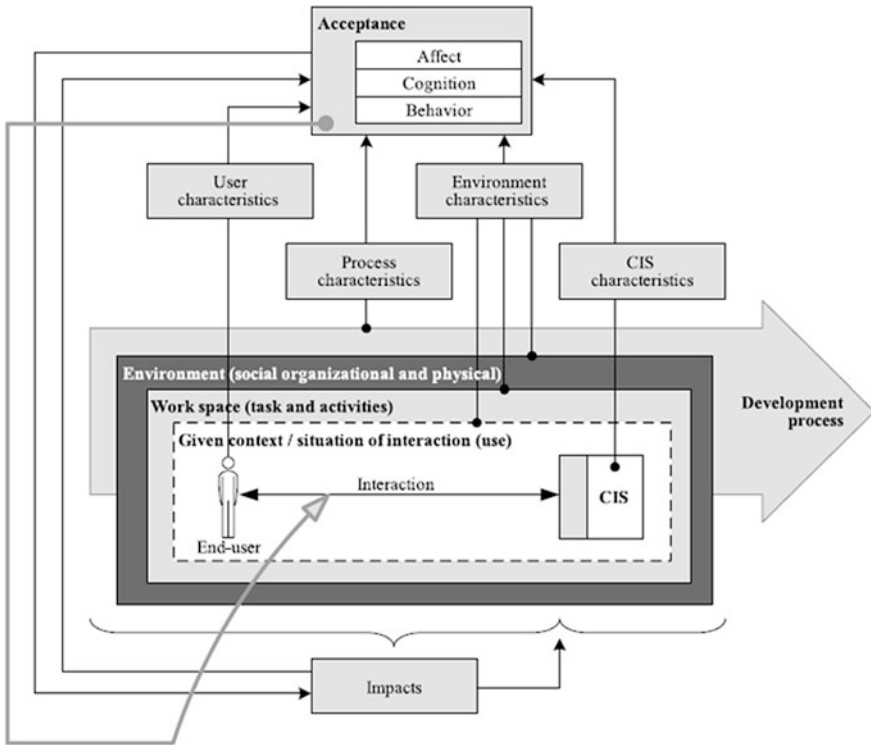 Acceptance
Affect
Cognition
Behavior
User
characteristics
Environment
characteristics
Process
characteristics
CIS
characteristics
Environment (social organizational and physical)
Work space (task and activities)
Development
process
Given context / situation of interaction (use)
Interaction
CIS
End-user
Impacts